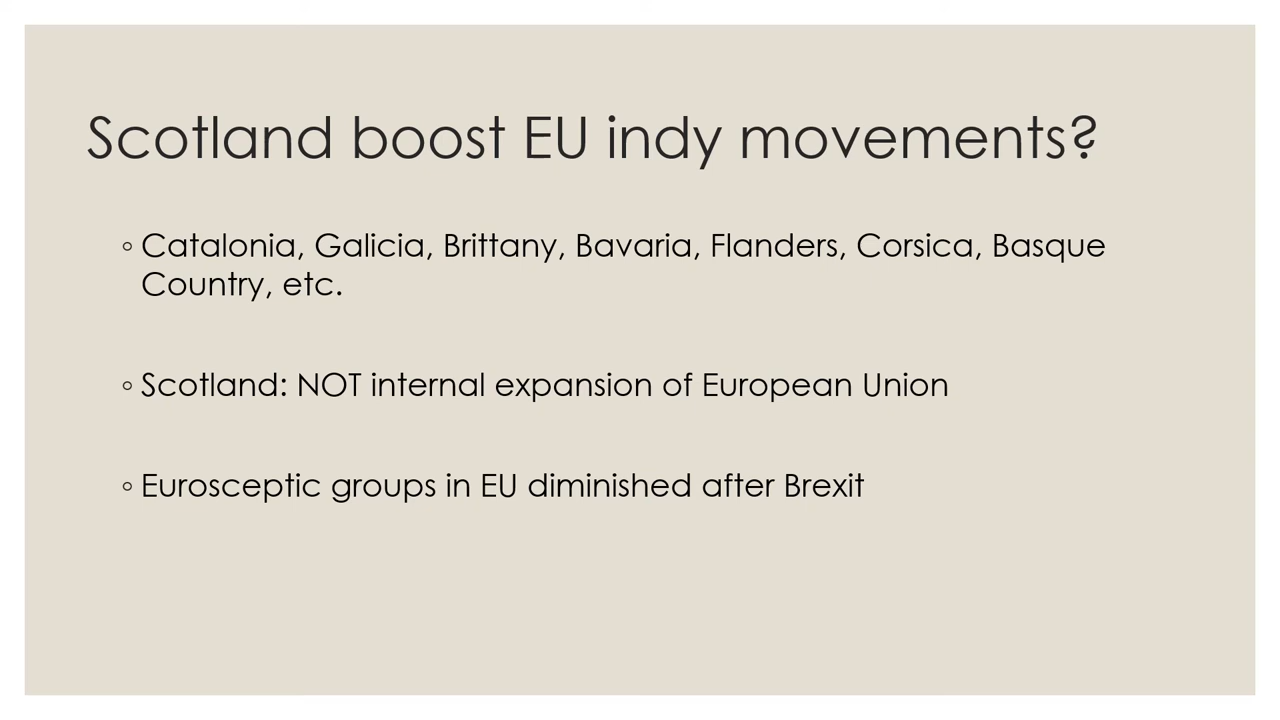 Scotland boost EU indy movements?
◦ Catalonia, Galicia, Brittany, Bavaria, Flanders, Corsica, Basque
Country, etc.
◦ Scotland: NOT internal expansion of European Union
◦ Eurosceptic groups in EU diminished after Brexit